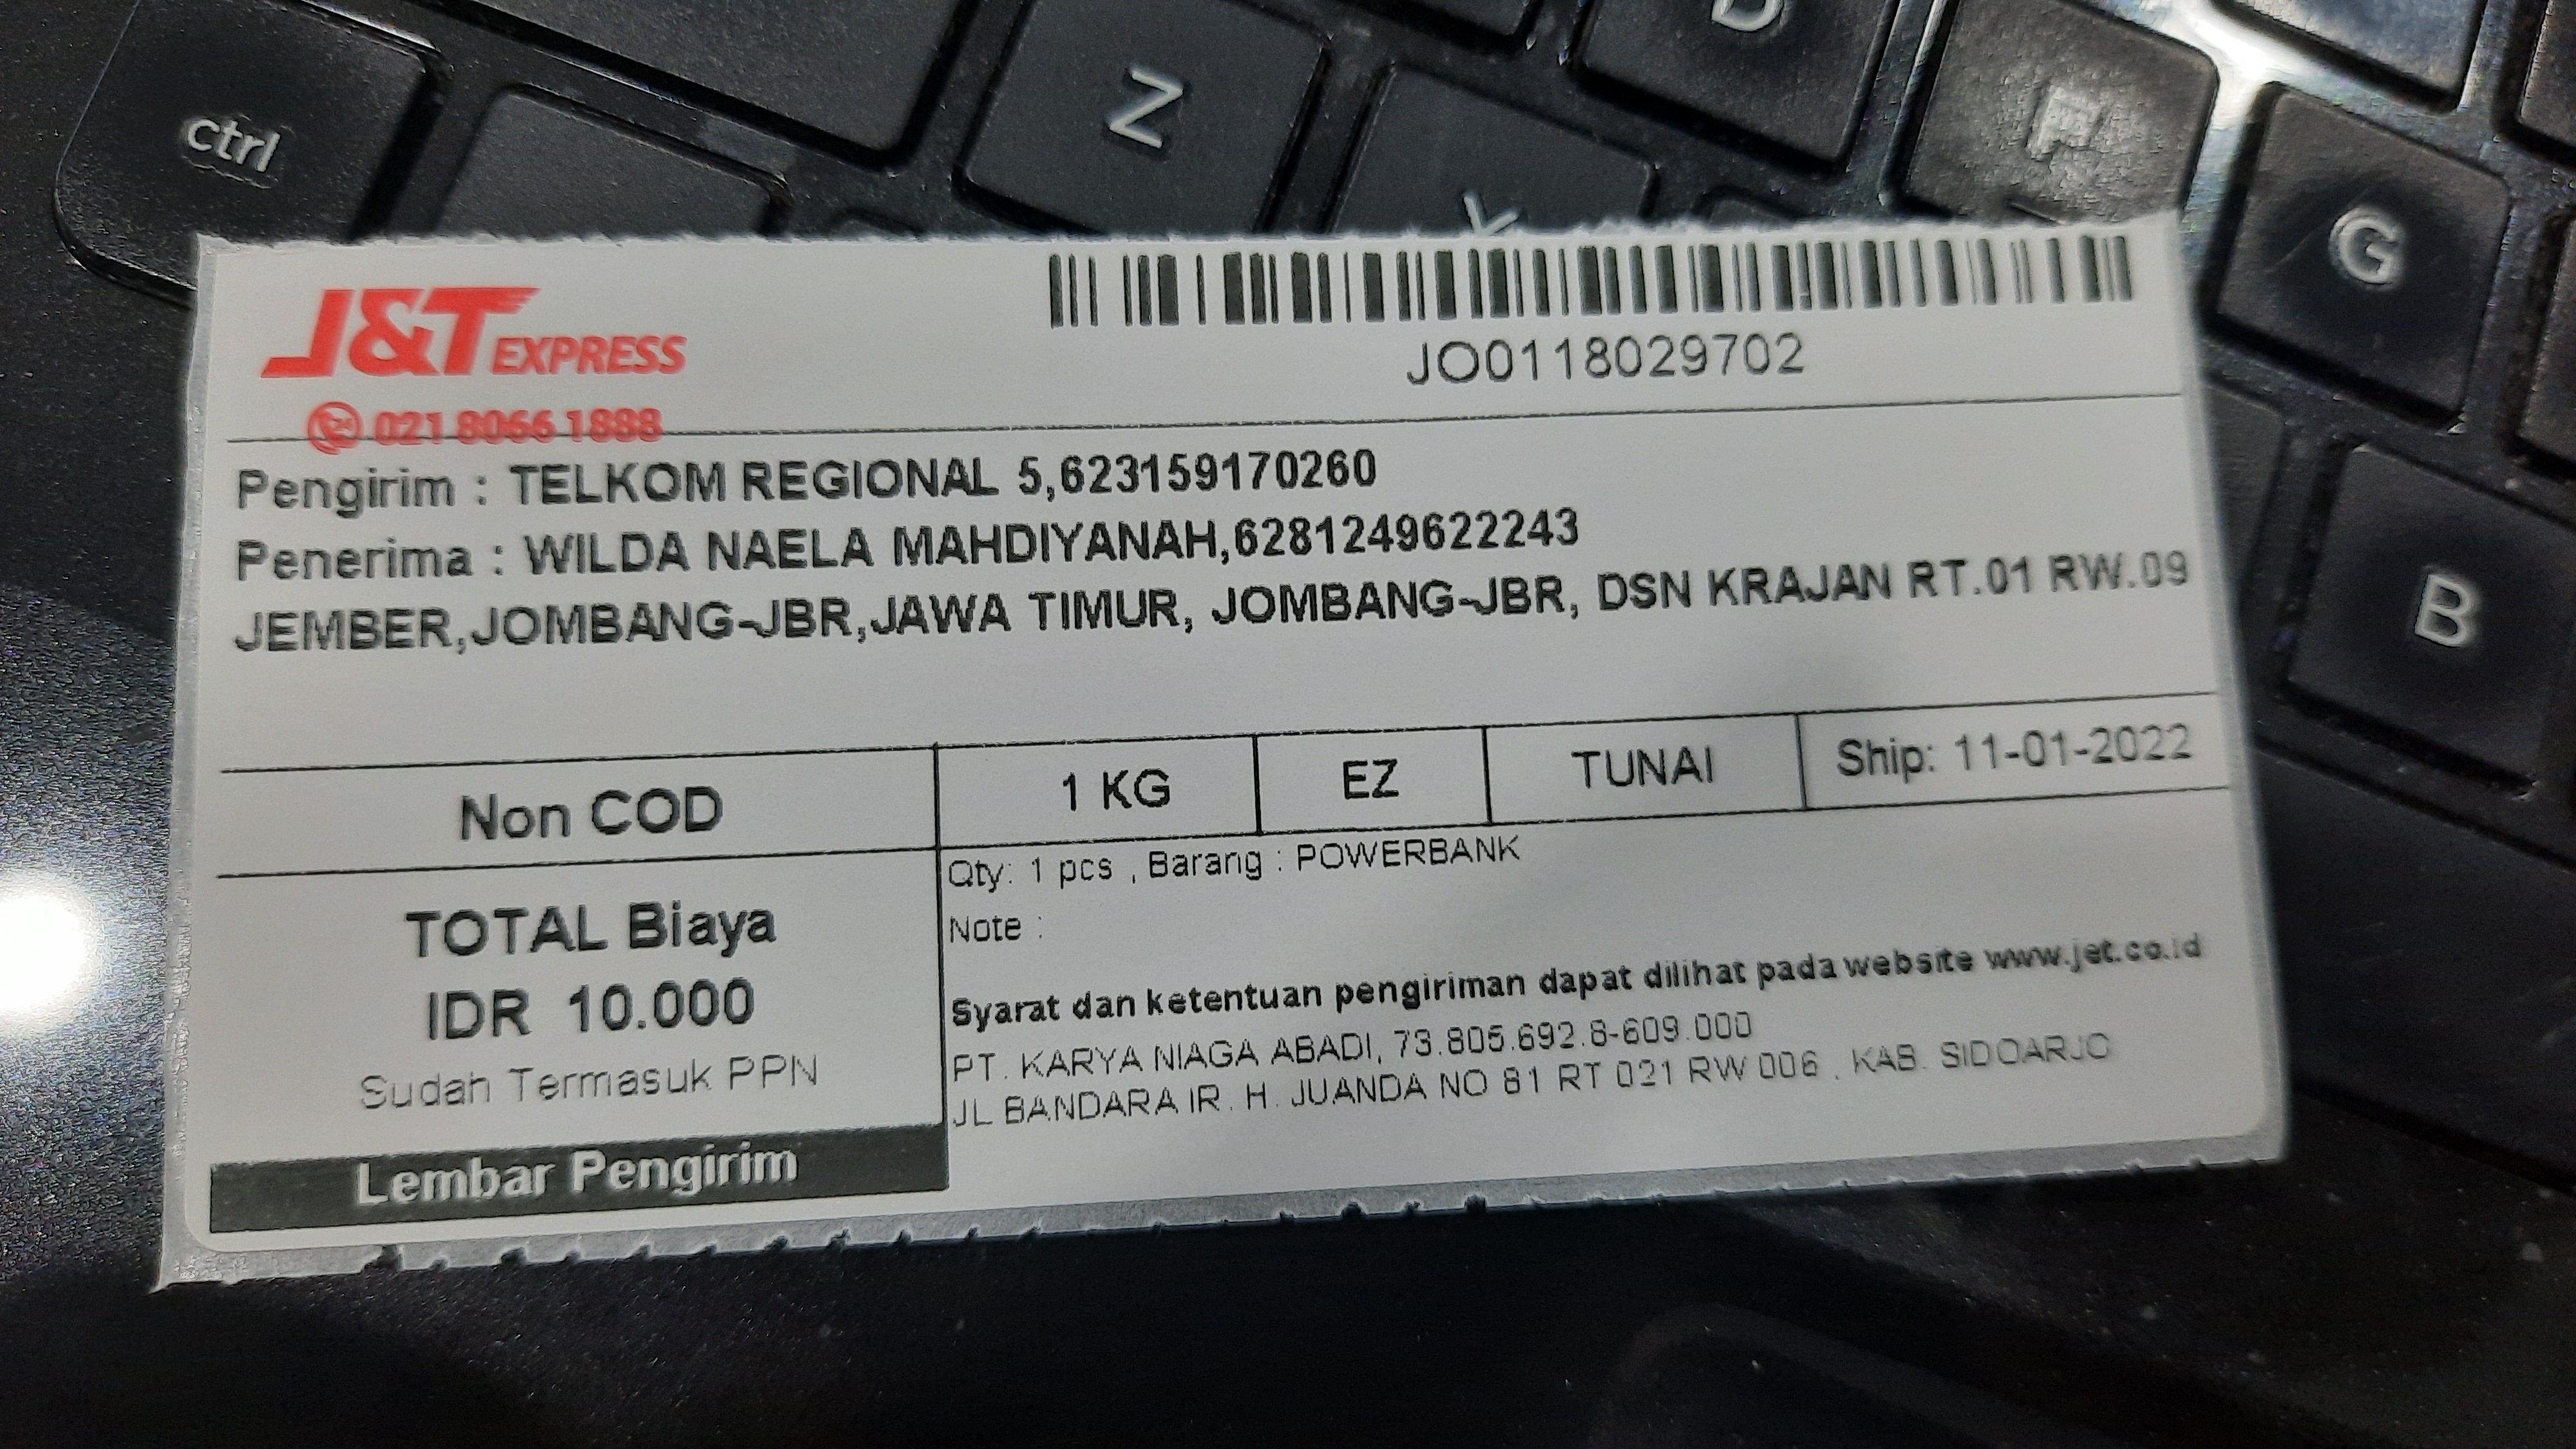 J&T EXPRESS
021 8066 1888
JO0118029702
Pengirim : TELKOM REGIONAL 5,623159170260
Penerima : WILDA NAELA MAHDIYANAH,6281249622243
JEMBER,JOMBANG-JBR,JAWA TIMUR, JOMBANG-JBR, DSN KRAJAN RT.01 RW.09
Non COD
1 KG
EZ
TUNAI
Ship: 11-01-2022
TOTAL Biaya
IDR 10.000
Sudah Termasuk PPN
Lembar Pengirim
Qty: 1 pcs , Barang : POWERBANK
Note :
Syarat dan ketentuan pengiriman dapat dilihat pada website www.jet.co.id
PT. KARYA NIAGA ABADI, 73.805.692.8-609.000
JL BANDARA IR. H. JUANDA NO 81 RT 021 RW 006 . KAB. SIDOARJO
ctrl
Z
G
B